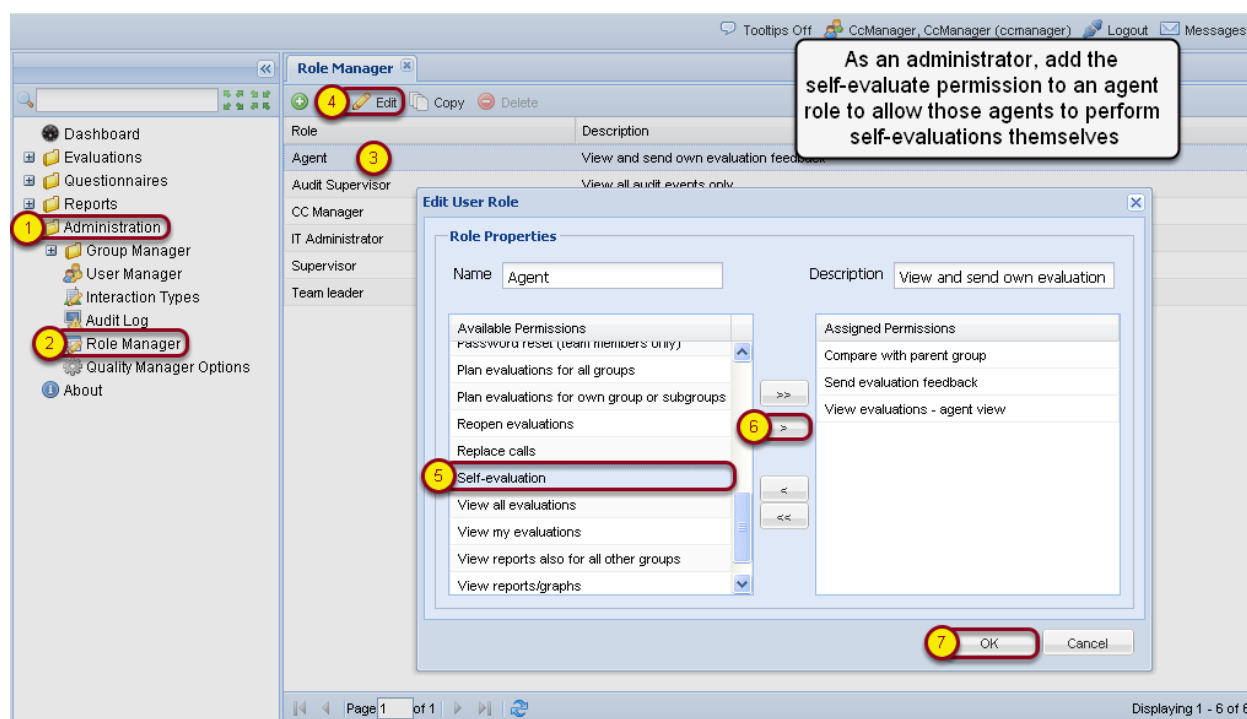 Tooltips Off CcManager, CcManager (ccmanager) Logout Messages
As an administrator, add the
self-evaluate permission to an agent
role to allow those agents to perform
self-evaluations themselves
Dashboard
Evaluations
Questionnaires
Reports
1 Administration
Group Manager
User Manager
Interaction Types
Audit Log
2 Role Manager
Quality Manager Options
About
Role Manager
4 Edit Copy Delete
Role Description
Agent 3 View and send own evaluation feedback
Audit Supervisor View all audit events only
CC Manager
IT Administrator
Supervisor
Team leader
Edit User Role
Role Properties
Name Agent Description View and send own evaluation
Available Permissions
Password reset (team members only)
Plan evaluations for all groups
Plan evaluations for own group or subgroups
Reopen evaluations
Replace calls
5 Self-evaluation
View all evaluations
View my evaluations
View reports also for all other groups
View reports/graphs
>>
6 >
<
<<
Assigned Permissions
Compare with parent group
Send evaluation feedback
View evaluations - agent view
7 OK Cancel
Page 1 of 1 Displaying 1 - 6 of 6